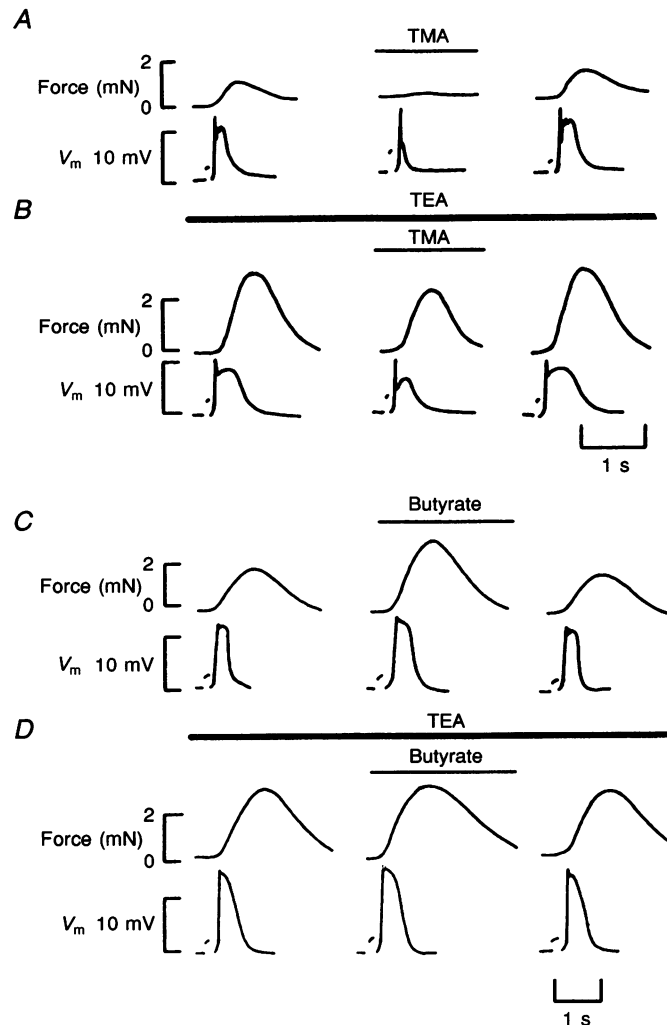 A
TMA
2
Force (mN)
0
Vm 10 mV
B
TEA
TMA
2
Force (mN)
0
Vm 10 mV
1 s
C
Butyrate
2
Force (mN)
0
Vm 10 mV
D
TEA
Butyrate
2
Force (mN)
0
Vm 10 mV
1 s